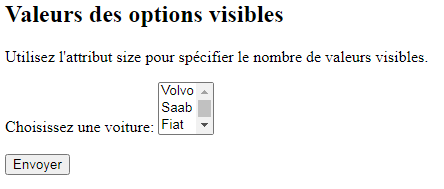 Valeurs des options visibles
Utilisez l'attribut size pour spécifier le nombre de valeurs visibles.
Choisissez une voiture:
Volvo
Saab
Fiat
Envoyer